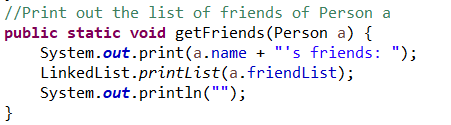 //Print out the list of friends of Person a
public static void getFriends(Person a) {
    System.out.print(a.name + "'s friends: ");
    LinkedList.printList(a.friendList);
    System.out.println("");
}